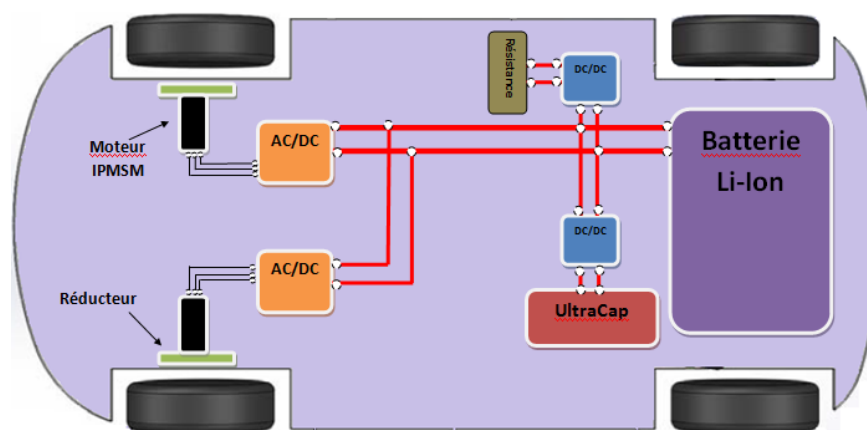 Résistance
DC/DC
Moteur
IPMSM
AC/DC
Batterie
Li-Ion
DC/DC
AC/DC
Réducteur
UltraCap